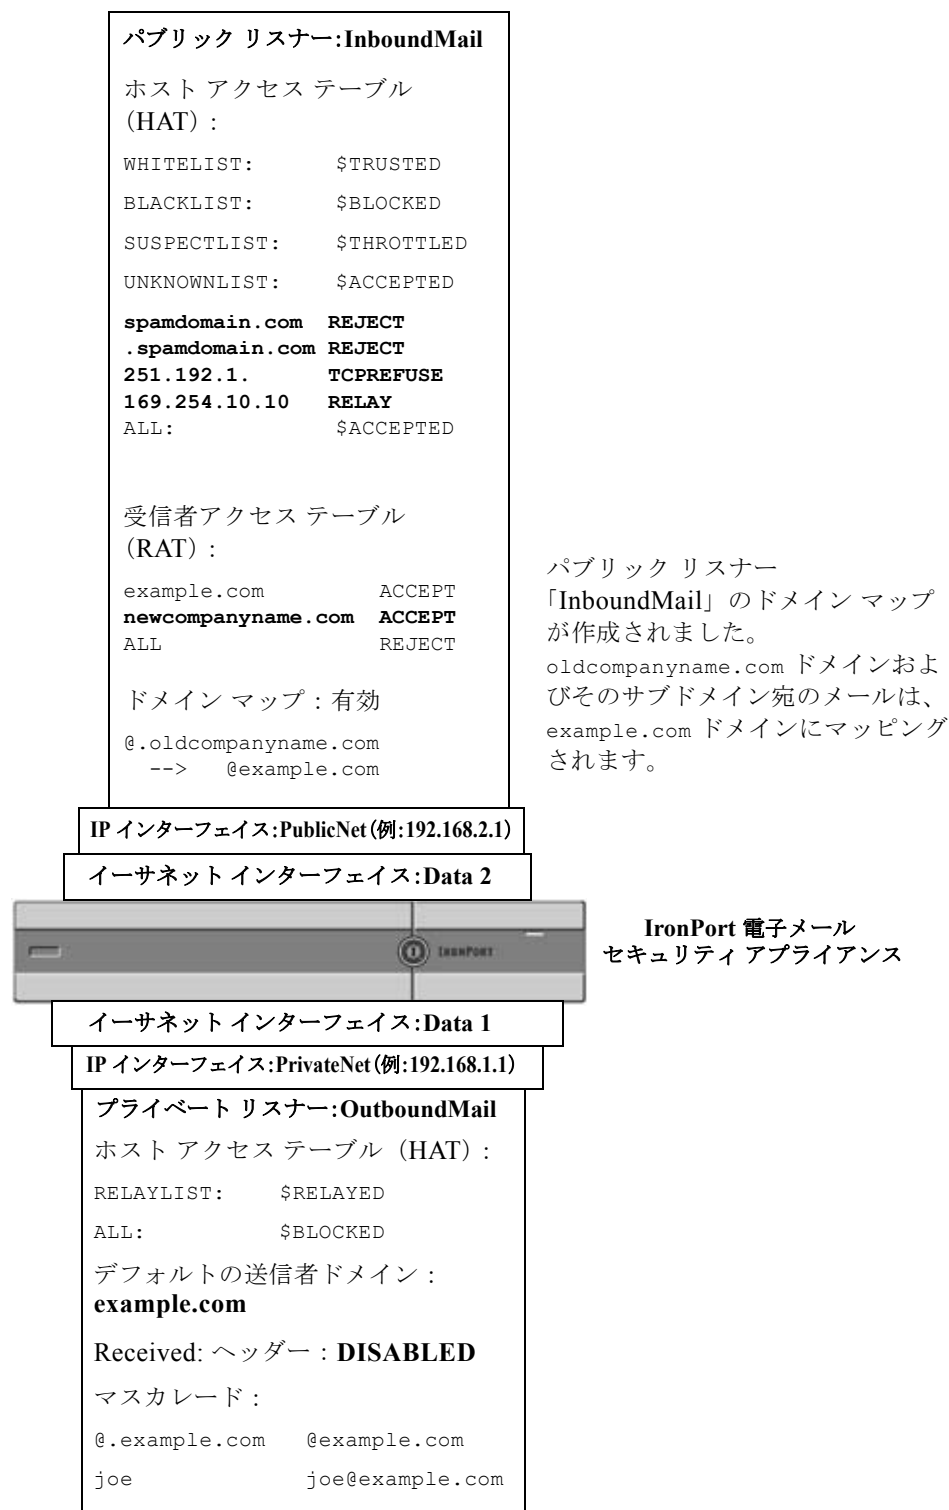 パブリック リスナー:InboundMail
ホスト アクセス テーブル
（HAT）:
WHITELIST: $TRUSTED
BLACKLIST: $BLOCKED
SUSPECTLIST: $THROTTLED
UNKNOWNLIST: $ACCEPTED
spamdomain.com REJECT
.spamdomain.com REJECT
251.192.1. TCPREFUSE
169.254.10.10 RELAY
ALL: $ACCEPTED
受信者アクセス テーブル
（RAT）:
example.com ACCEPT
newcompanyname.com ACCEPT
ALL REJECT
ドメイン マップ：有効
@.oldcompanyname.com
--> @example.com
パブリック リスナー
「InboundMail」のドメイン マップ
が作成されました。
oldcompanyname.com ドメインおよ
びそのサブドメイン宛のメールは、
example.com ドメインにマッピング
されます。
IP インターフェイス:PublicNet（例:192.168.2.1）
イーサネット インターフェイス:Data 2
IRONPORT
IronPort 電子メール
セキュリティ アプライアンス
イーサネット インターフェイス:Data 1
IP インターフェイス:PrivateNet（例:192.168.1.1）
プライベート リスナー:OutboundMail
ホスト アクセス テーブル（HAT）:
RELAYLIST: $RELAYED
ALL: $BLOCKED
デフォルトの送信者ドメイン：
example.com
Received: ヘッダー：DISABLED
マスカレード：
@.example.com @example.com
joe joe@example.com